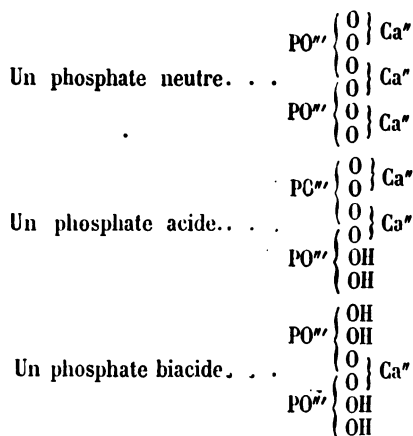 O
PO‴ O Ca″
O
Un phosphate neutre. . . O Ca″
PO‴ O
O Ca″
O
PO‴ O Ca″
O
Un phosphate acide. . . O Ca″
PO‴ OH
OH
OH
PO‴ OH
O
Un phosphate biacide. . . O Ca″
PO‴ OH
OH